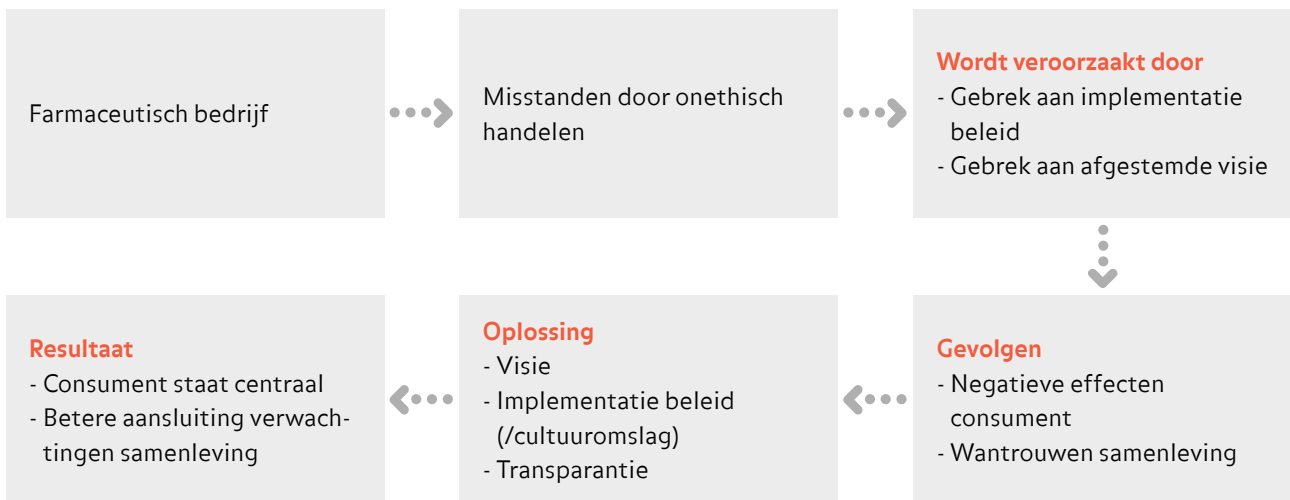 Farmaceutisch bedrijf
Misstanden door onethisch
handelen
Wordt veroorzaakt door
- Gebrek aan implementatie
beleid
- Gebrek aan afgestemde visie
Gevolgen
- Negatieve effecten
consument
- Wantrouwen samenleving
Oplossing
- Visie
- Implementatie beleid
(/cultuuromslag)
- Transparantie
Resultaat
- Consument staat centraal
- Betere aansluiting verwach-
tingen samenleving